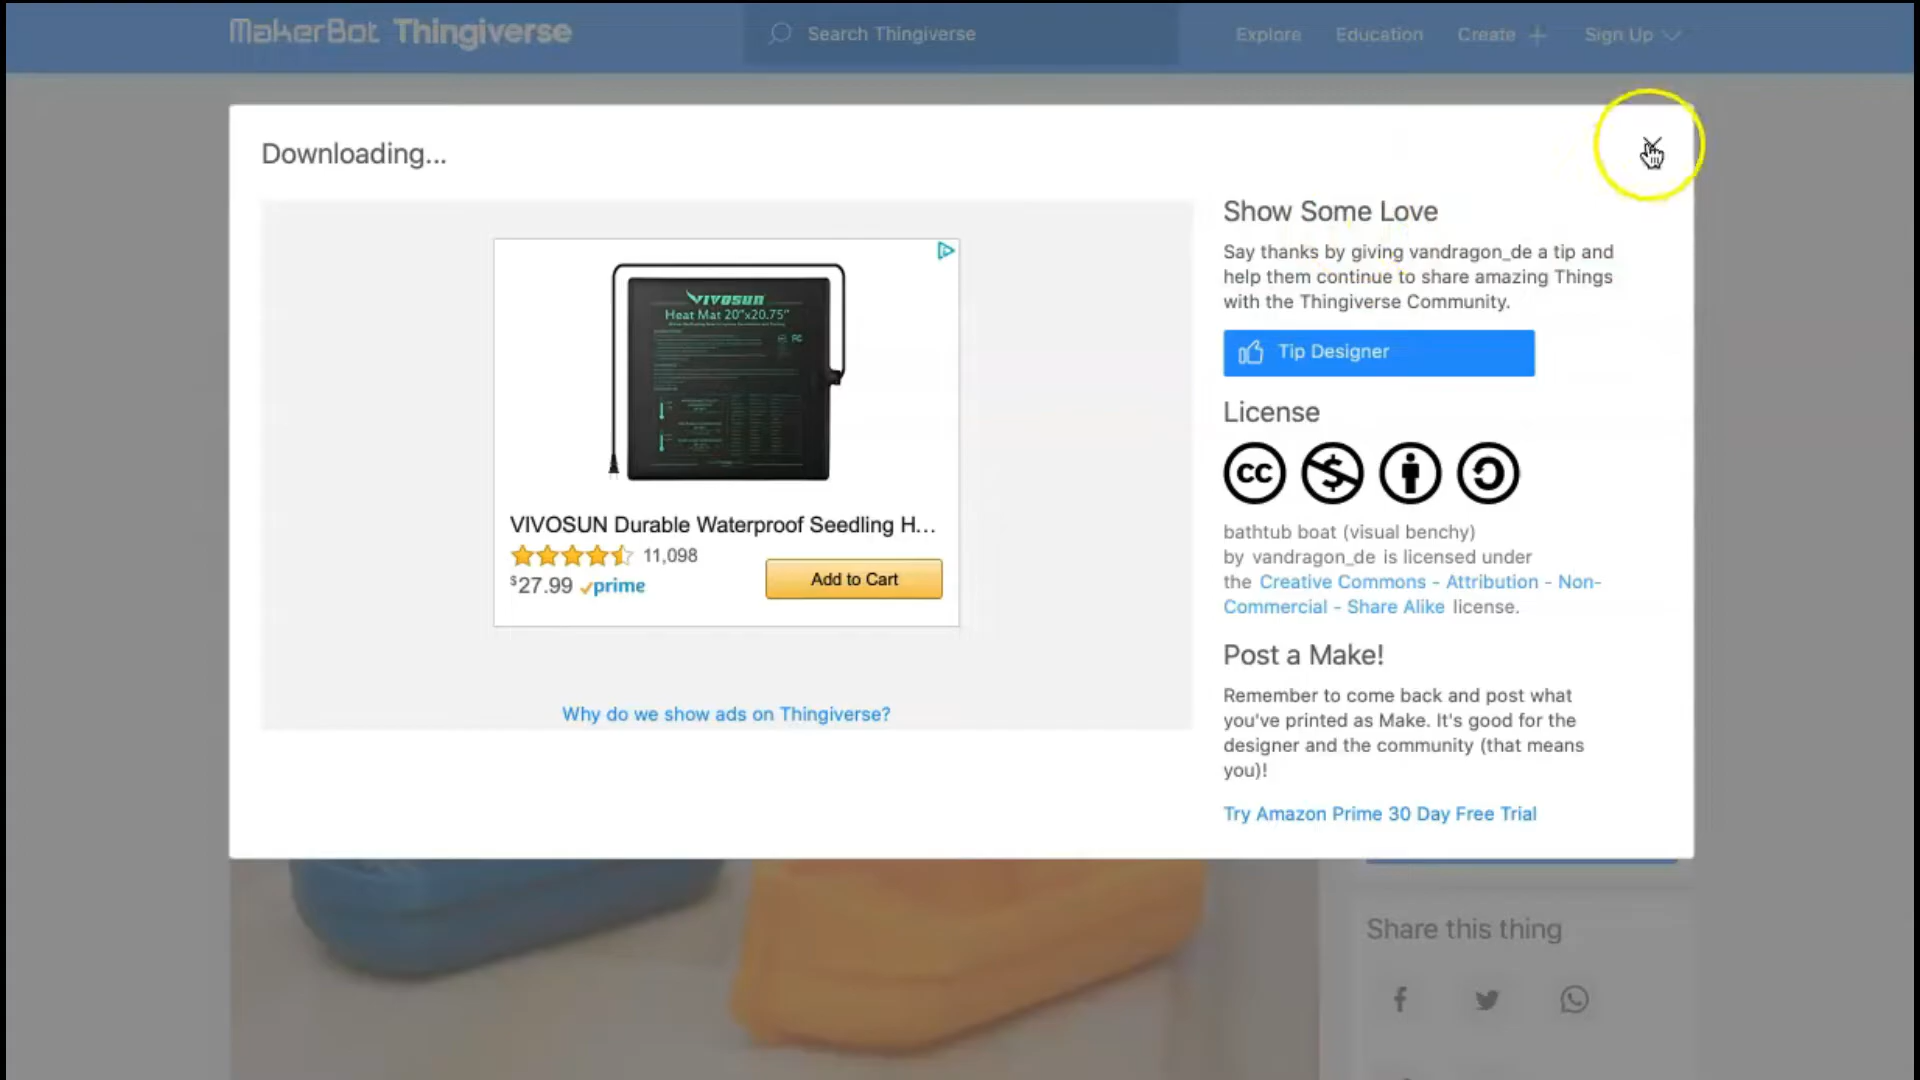 MakerBot Thingiverse
Search Thingiverse
Explore
Education
Create
Sign Up
Downloading...
VIVOSUN
Heat Mat 20"x20.75"
VIVOSUN Durable Waterproof Seedling H...
11,098
$27.99 prime
Add to Cart
Why do we show ads on Thingiverse?
Show Some Love
Say thanks by giving vandragon_de a tip and
help them continue to share amazing Things
with the Thingiverse Community.
Tip Designer
License
cc
bathtub boat (visual benchy)
by vandragon_de is licensed under
the Creative Commons - Attribution - Non-
Commercial - Share Alike license.
Post a Make!
Remember to come back and post what
you've printed as Make. It's good for the
designer and the community (that means
you)!
Try Amazon Prime 30 Day Free Trial
Share this thing